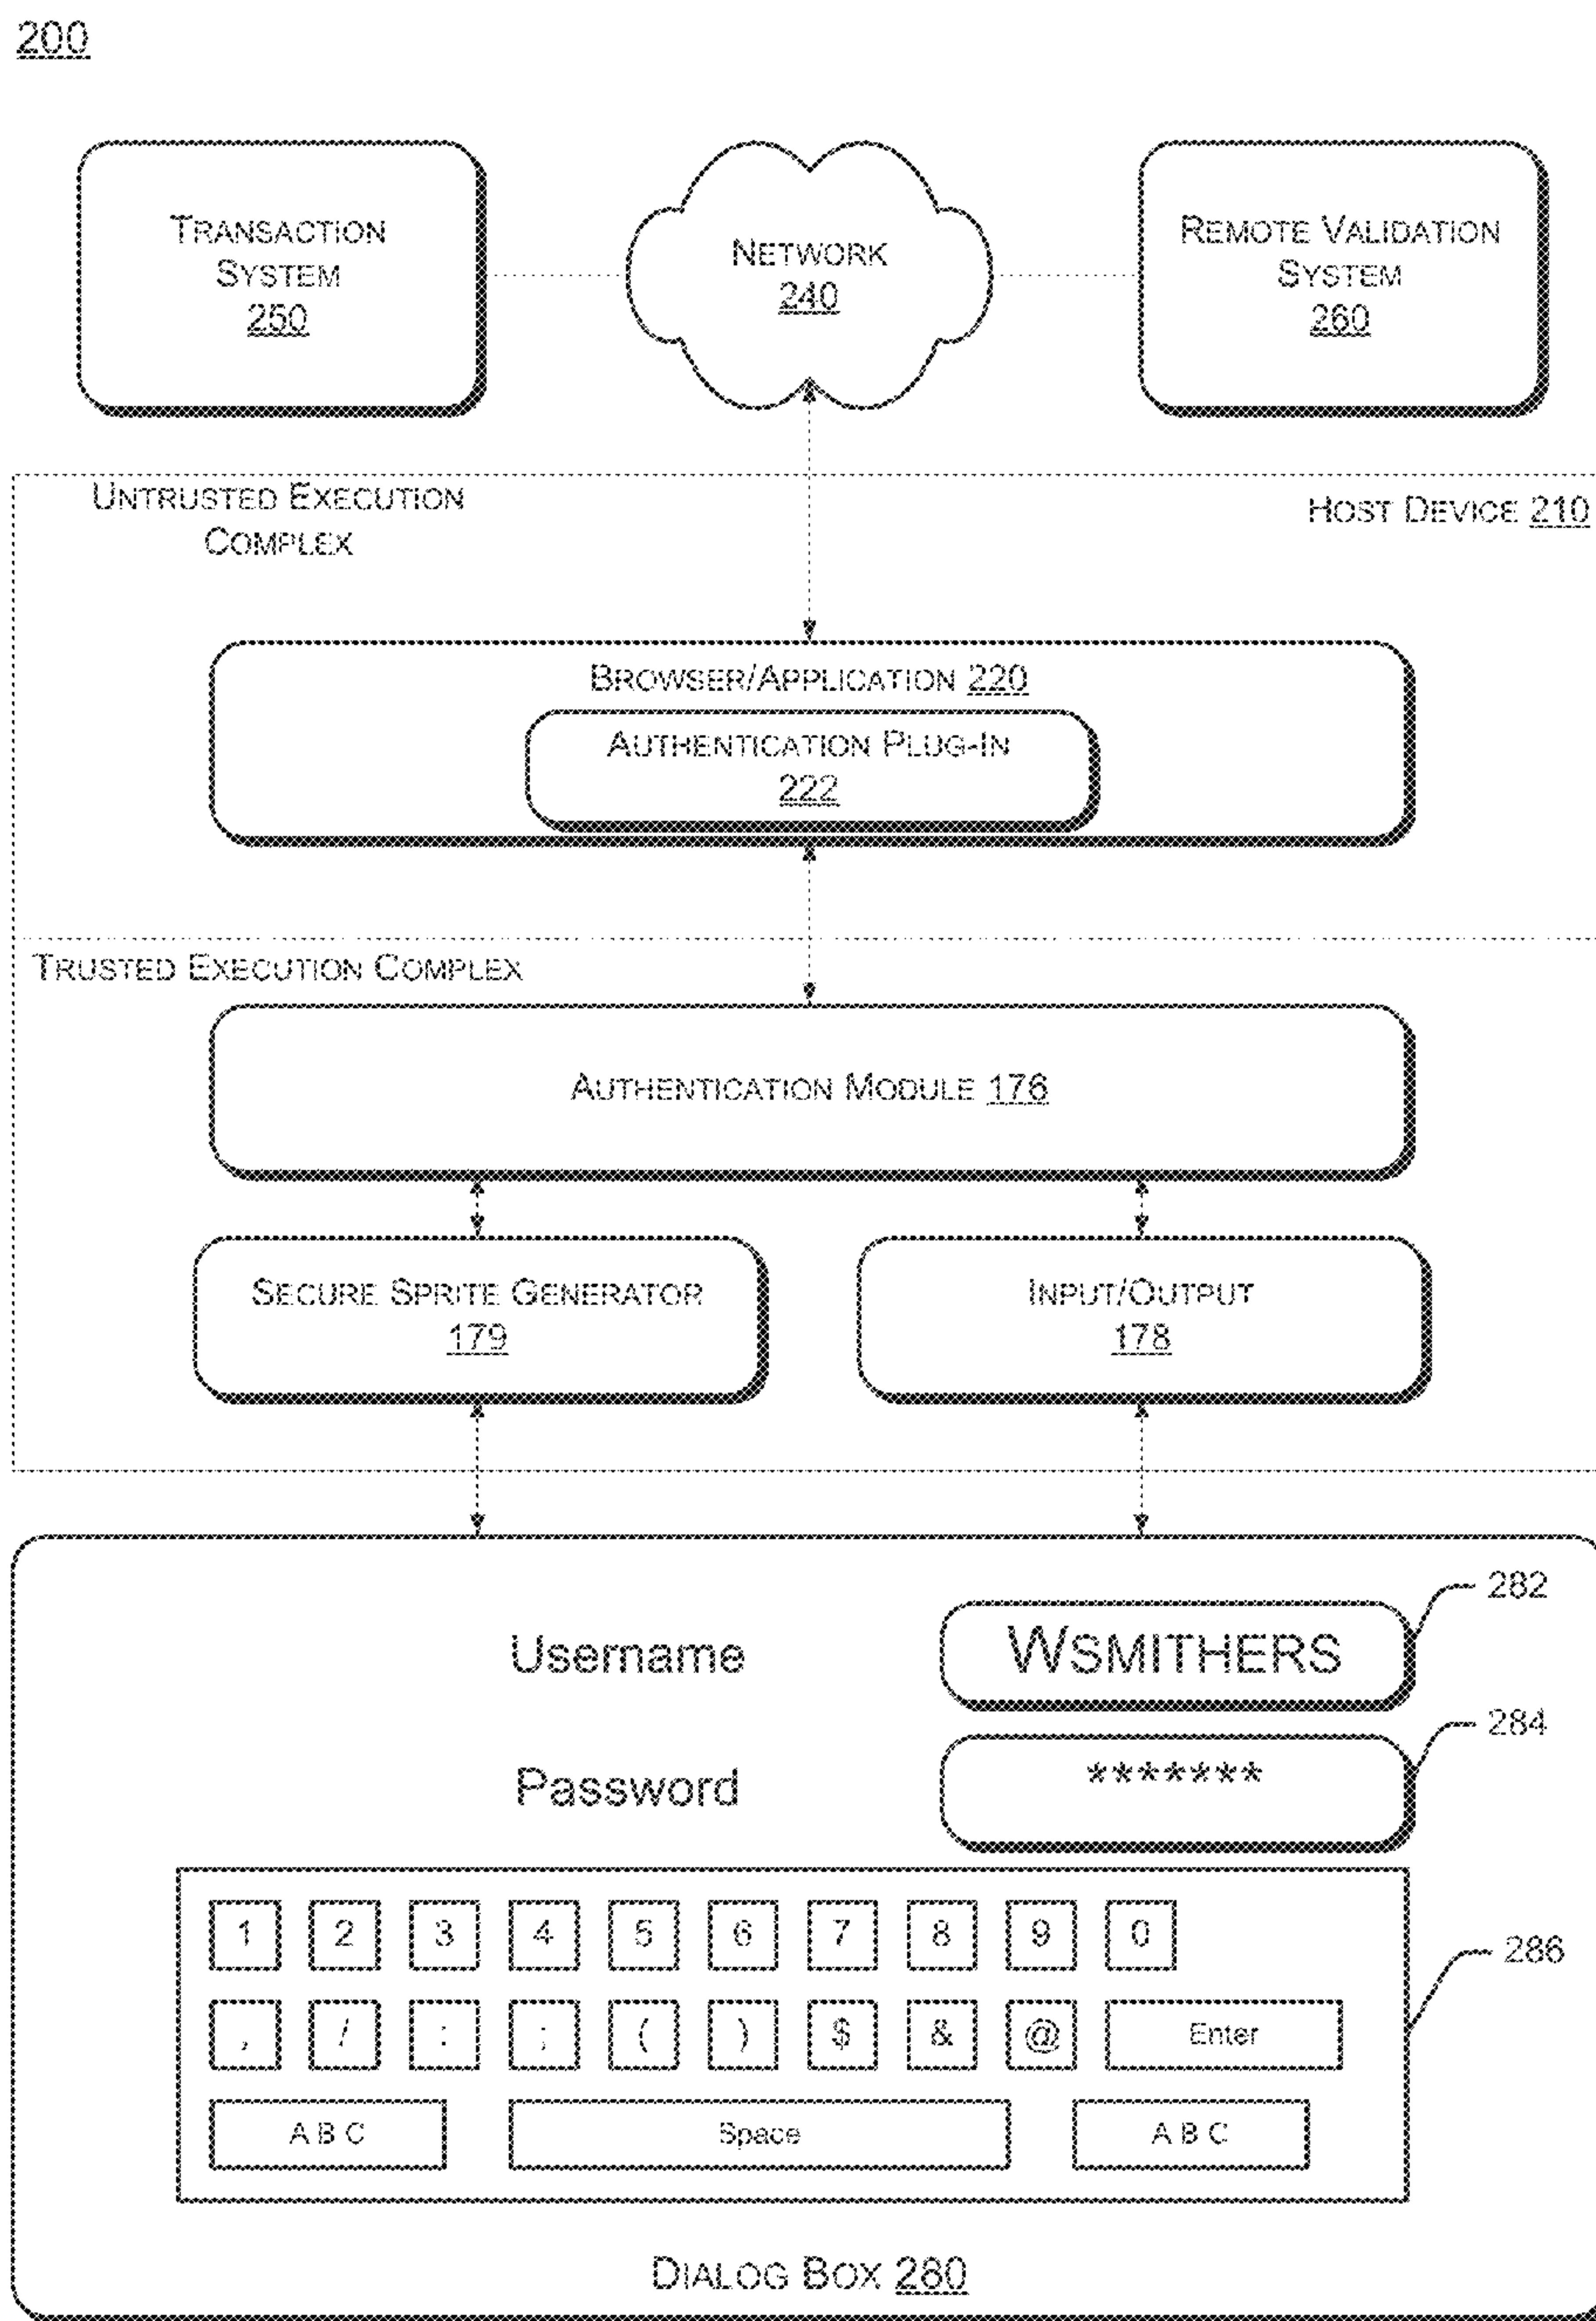 200
TRANSACTION
SYSTEM
250
NETWORK
240
REMOTE VALIDATION
SYSTEM
260
UNTRUSTED EXECUTION
COMPLEX
HOST DEVICE 210
BROWSER/APPLICATION 220
AUTHENTICATION PLUG-IN
222
TRUSTED EXECUTION COMPLEX
AUTHENTICATION MODULE 176
SECURE SPRITE GENERATOR
179
INPUT/OUTPUT
178
282
Username WSMITHERS
284
Password *******
1 2 3 4 5 6 7 8 9 0
286
, / : ; ( ) $ & @ Enter
A B C Space A B C
DIALOG BOX 280